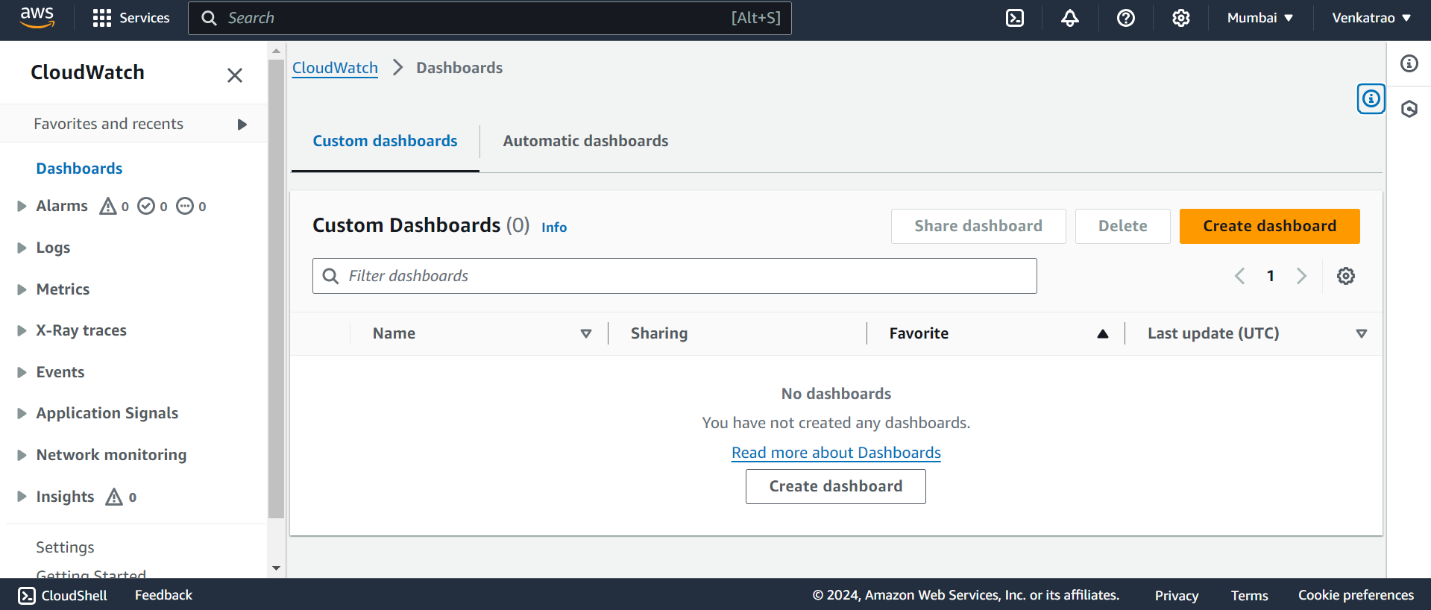 aws Services Search [Alt+S] Mumbai Venkatrao
CloudWatch
Favorites and recents
Dashboards
Alarms 0 0 0
Logs
Metrics
X-Ray traces
Events
Application Signals
Network monitoring
Insights 0
Settings
Getting Started
CloudWatch Dashboards
Custom dashboards Automatic dashboards
Custom Dashboards (0) Info Share dashboard Delete Create dashboard
Filter dashboards 1
Name Sharing Favorite Last update (UTC)
No dashboards
You have not created any dashboards.
Read more about Dashboards
Create dashboard
CloudShell Feedback © 2024, Amazon Web Services, Inc. or its affiliates. Privacy Terms Cookie preferences